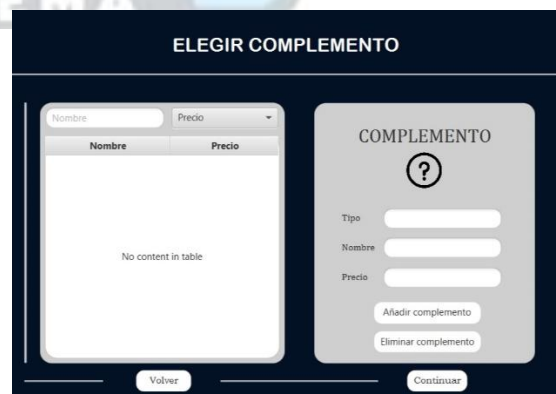 ELEGIR COMPLEMENTO
Nombre
Precio
Nombre Precio
No content in table
COMPLEMENTO
?
Tipo
Nombre
Precio
Añadir complemento
Eliminar complemento
Volver
Continuar